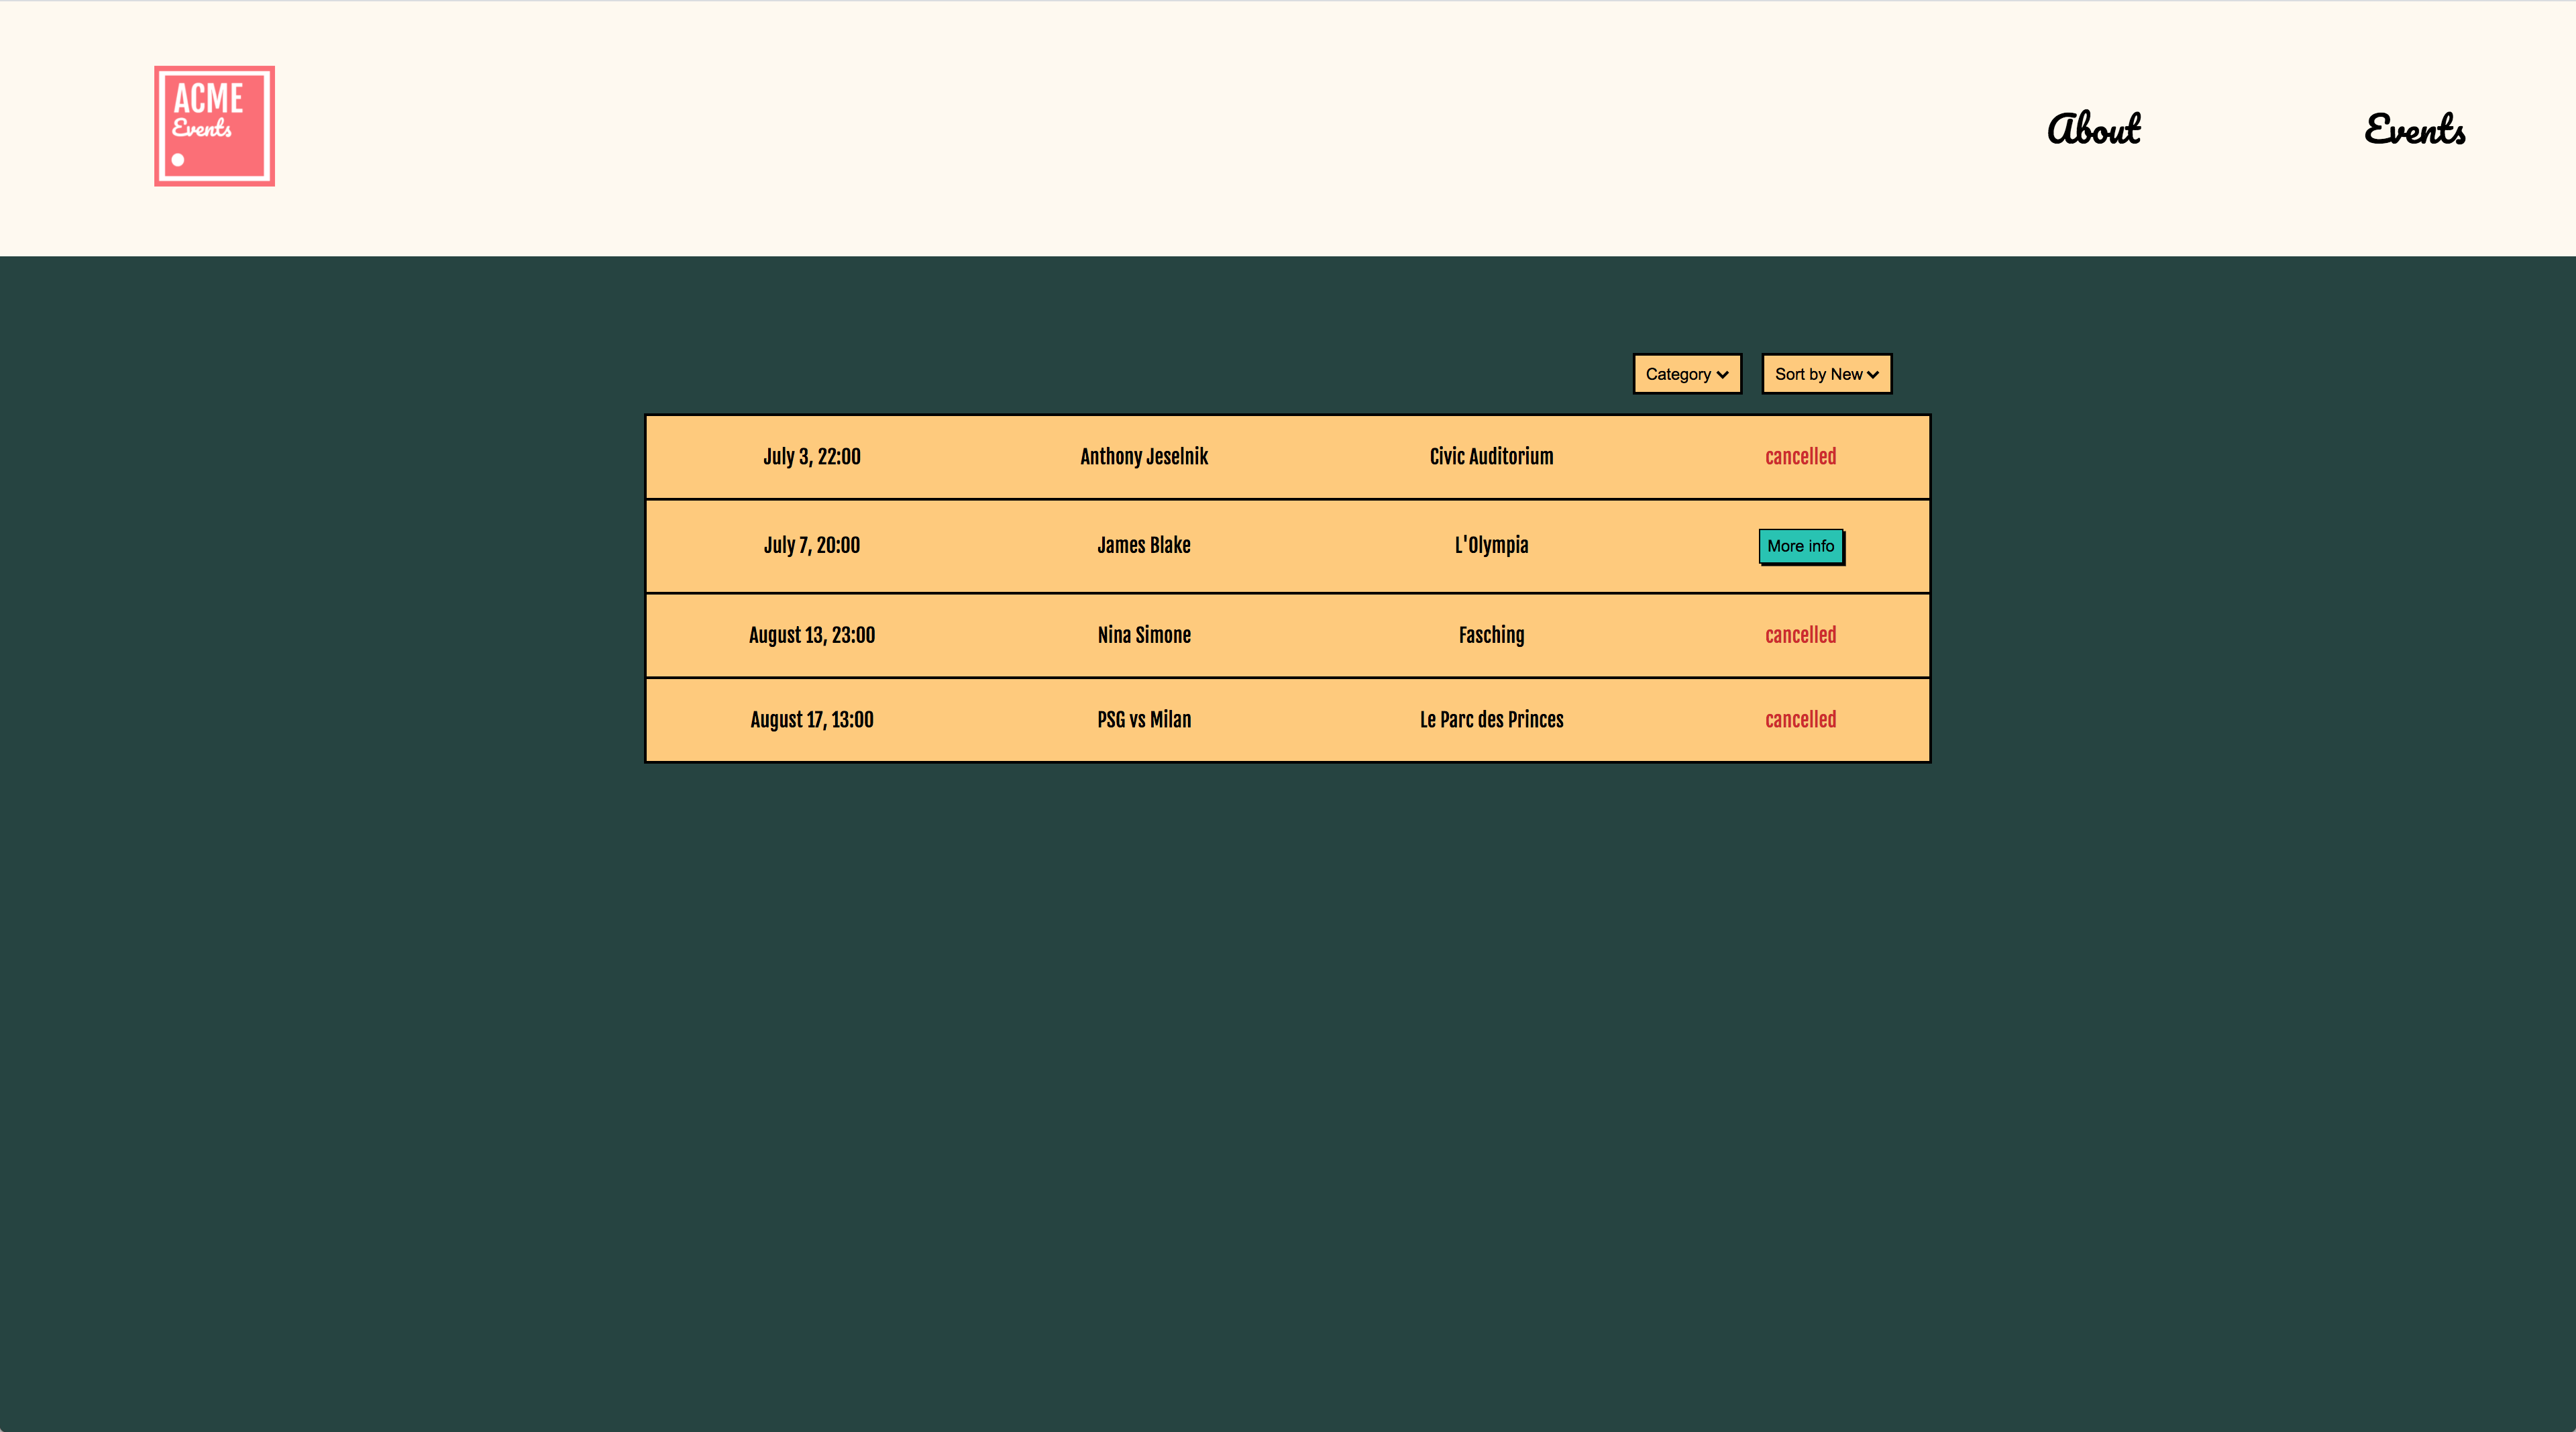 ACME
Events
About Events
Category Sort by New
July 3, 22:00 Anthony Jeselnik Civic Auditorium cancelled
July 7, 20:00 James Blake L'Olympia More info
August 13, 23:00 Nina Simone Fasching cancelled
August 17, 13:00 PSG vs Milan Le Parc des Princes cancelled